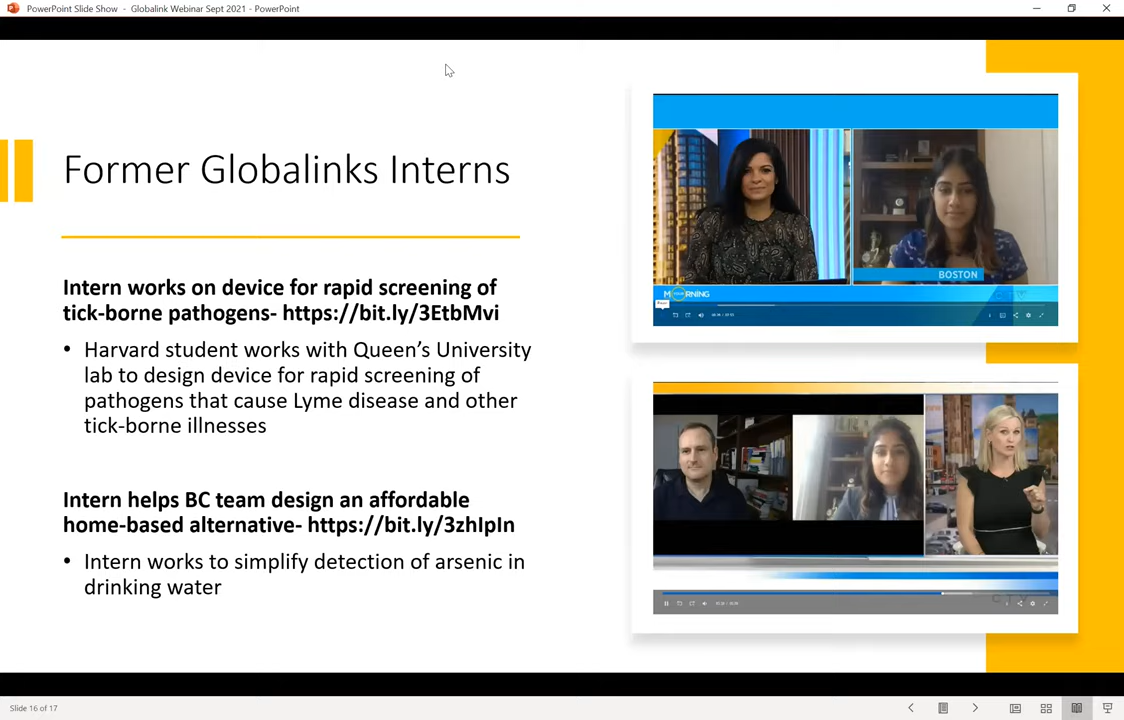 PowerPoint Slide Show - Globalink Webinar Sept 2021 - PowerPoint
Former Globalinks Interns
Intern works on device for rapid screening of
tick-borne pathogens- https://bit.ly/3EtbMvi
• Harvard student works with Queen’s University
lab to design device for rapid screening of
pathogens that cause Lyme disease and other
tick-borne illnesses
Intern helps BC team design an affordable
home-based alternative- https://bit.ly/3zhIpIn
• Intern works to simplify detection of arsenic in
drinking water
BOSTON
CTV
Slide 16 of 17